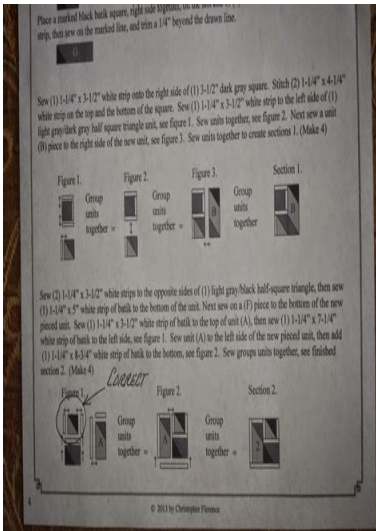 Place a marked black batik square, right side together, on the
strip, then sew on the marked line, and trim a 1/4" beyond the drawn line.
G
Sew (1) 1-1/4" x 3-1/2" white strip onto the right side of (1) 3-1/2" dark gray square. Stitch (2) 1-1/4" x 4-1/4"
white strip on the top and the bottom of the square. Sew (1) 1-1/4" x 3-1/2" white strip to the left side of (1)
light gray/dark gray half square triangle unit, see figure 1. Sew units together, see figure 2. Next sew a unit
(B) piece to the right side of the new unit, see figure 3. Sew units together to create sections 1. (Make 4)
Figure 1. Figure 2. Figure 3. Section 1.
Group units together =
Group units together =
B
Group units together
B
Sew (2) 1-1/4" x 3-1/2" white strips to the opposite sides of (1) light gray/black half-square triangle, then sew
(1) 1-1/4" x 5" white strip of batik to the bottom of the unit. Next sew on a (F) piece to the bottom of the new
pieced unit. Sew (1) 1-1/4" x 3-1/2" white strip of batik to the top of unit (A), then sew (1) 1-1/4" x 7-1/4"
white strip of batik to the left side, see figure 1. Sew unit (A) to the left side of the new pieced unit, then add
(1) 1-1/4" x 8-3/4" white strip of batik to the bottom, see figure 2. Sew groups units together, see finished
section 2. (Make 4)
CORRECT
Figure 1. Figure 2. Section 2.
A
Group units together =
A
Group units together =
2
4
© 2013 by Christopher Florence